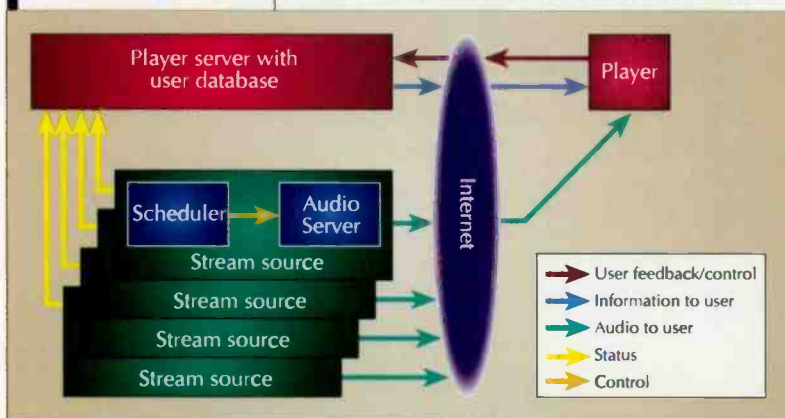 Player server with
user database
Player
Internet
Scheduler
Audio
Server
Stream source
Stream source
Stream source
Stream source
User feedback/control
Information to user
Audio to user
Status
Control